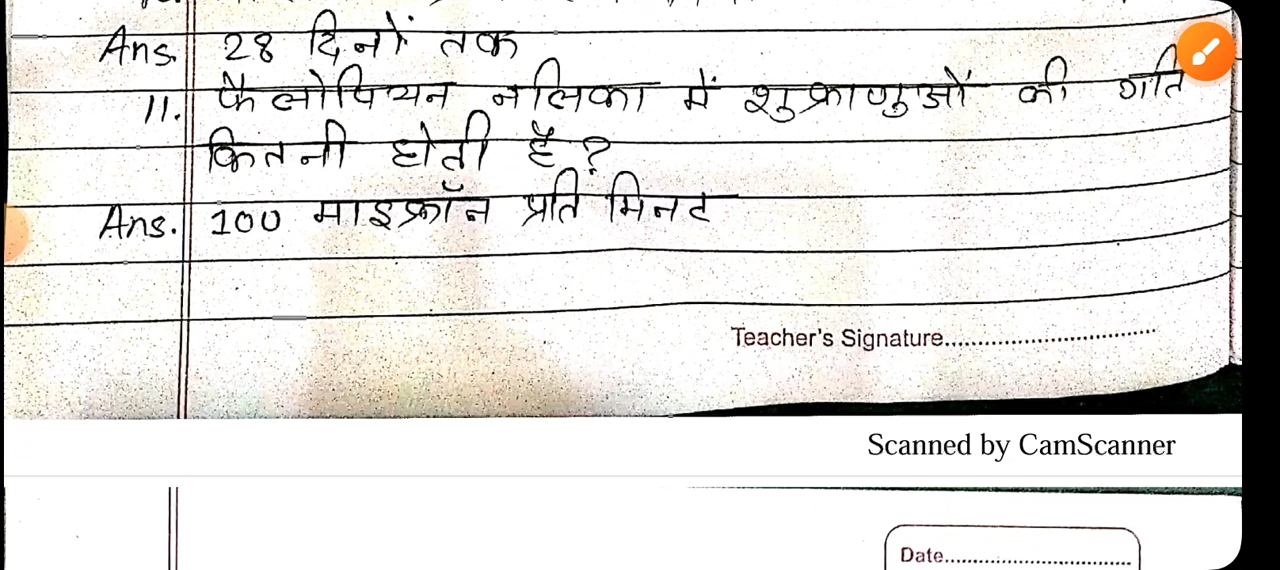 Ans. 28 दिनों तक
11. फैलोपियन नलिका में शुक्राणुओं की गति
कितनी होती है?
Ans. 100 माइक्रॉन प्रति मिनट
Teacher's Signature...............................
Scanned by CamScanner
Date...............................